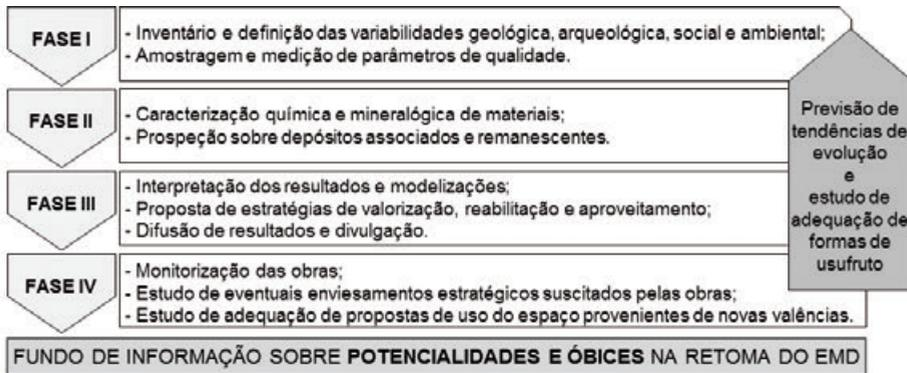 FASE I
- Inventário e definição das variabilidades geológica, arqueológica, social e ambiental;
- Amostragem e medição de parâmetros de qualidade.
FASE II
- Caracterização química e mineralógica de materiais;
- Prospeção sobre depósitos associados e remanescentes.
FASE III
- Interpretação dos resultados e modelizações;
- Proposta de estratégias de valorização, reabilitação e aproveitamento;
- Difusão de resultados e divulgação.
FASE IV
- Monitorização das obras;
- Estudo de eventuais enviesamentos estratégicos suscitados pelas obras;
- Estudo de adequação de propostas de uso do espaço provenientes de novas valências.
Previsão de
tendências de
evolução
e
estudo de
adequação de
formas de
usufruto
FUNDO DE INFORMAÇÃO SOBRE POTENCIALIDADES E ÓBICES NA RETOMA DO EMD